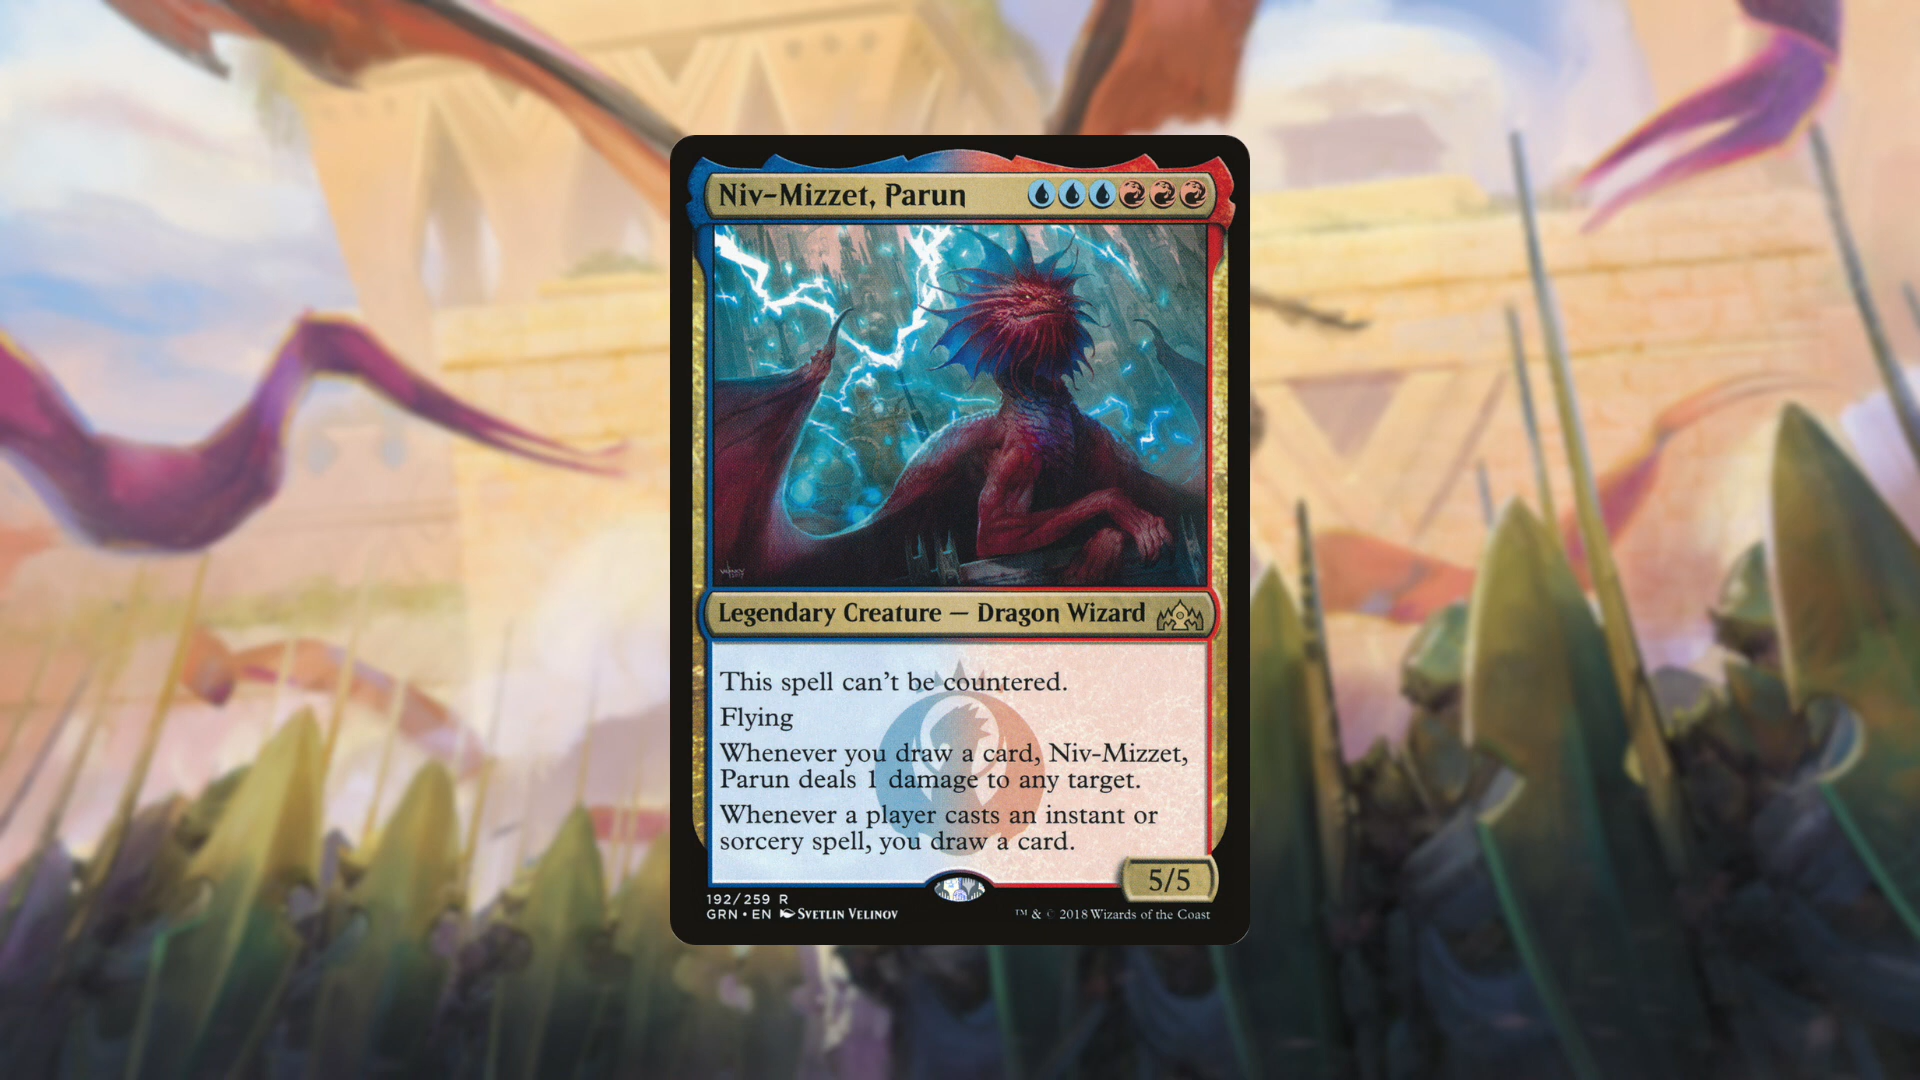 Niv-Mizzet, Parun
Legendary Creature — Dragon Wizard
This spell can't be countered.
Flying
Whenever you draw a card, Niv-Mizzet,
Parun deals 1 damage to any target.
Whenever a player casts an instant or
sorcery spell, you draw a card.
5/5
192/259 R
GRN • EN Svetlin Velinov
™ & © 2018 Wizards of the Coast